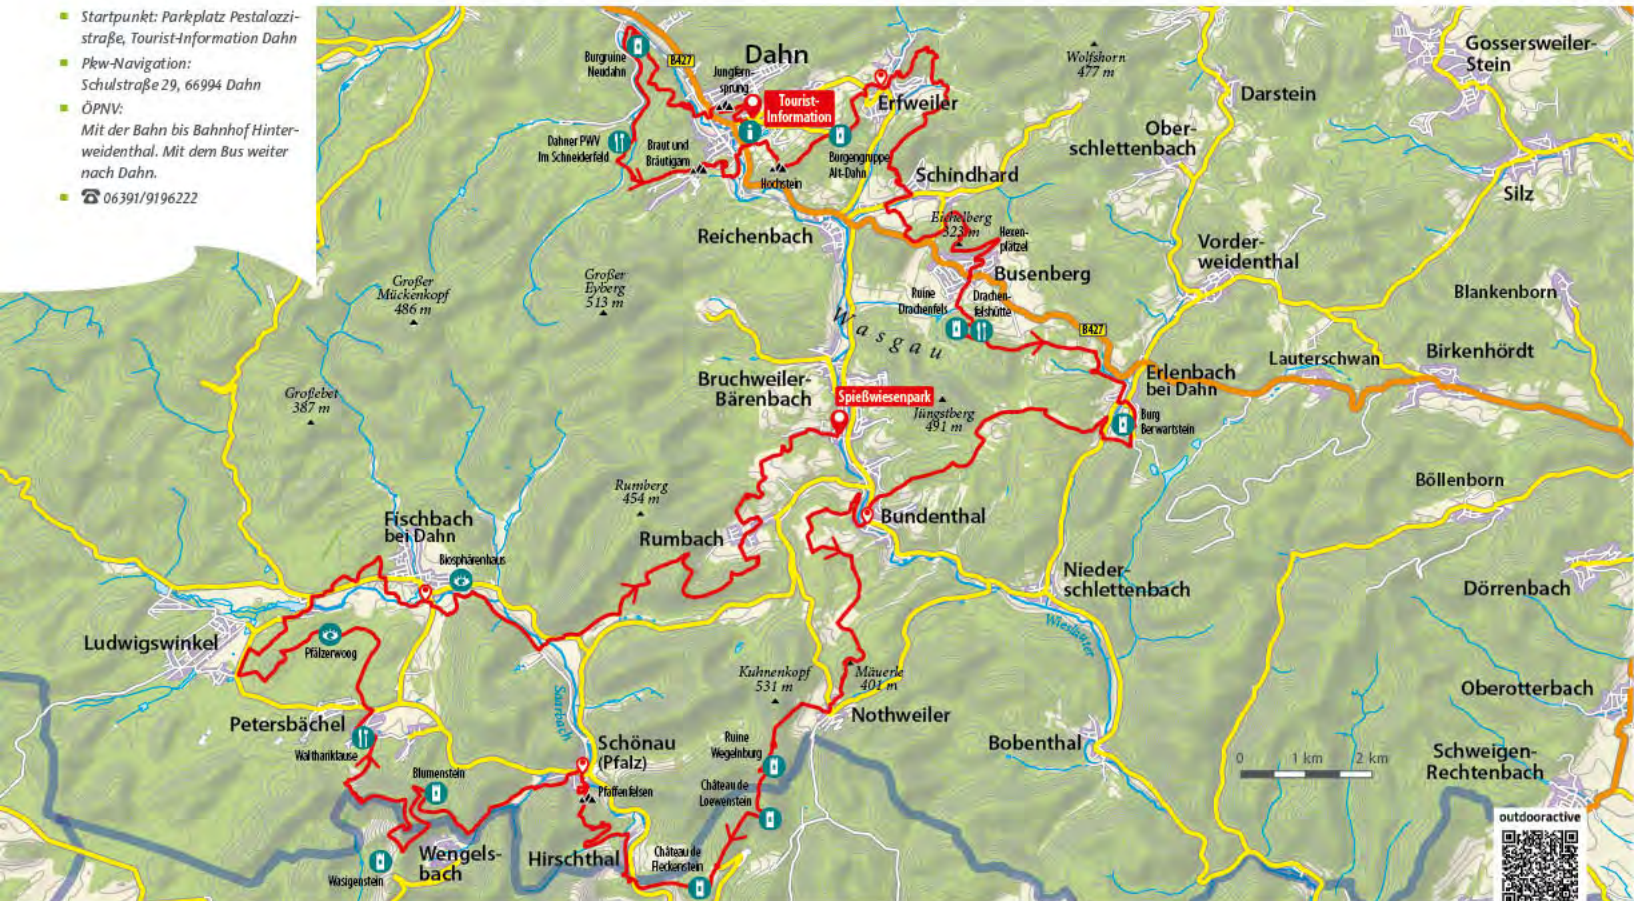 Startpunkt: Parkplatz Pestalozzi-
straße, Tourist-Information Dahn
Pkw-Navigation:
Schulstraße 29, 66994 Dahn
ÖPNV:
Mit der Bahn bis Bahnhof Hinter-
weidenthal. Mit dem Bus weiter
nach Dahn.
☎ 06391/9196222
Burgruine
Neudahn
B427
Dahn
Jungfern-
sprung
Tourist-
Information
Erfweiler
Wolfshorn
477 m
Gossersweiler-
Stein
Darstein
Dahner PWV
Im Schneiderfeld
Braut und
Bräutigam
Hochstein
Burgengruppe
Alt-Dahn
Schindhard
Ober-
schlettenbach
Silz
Reichenbach
Eichelberg
323 m
Hexen-
plätzel
Busenberg
Vorder-
weidenthal
Großer
Mückenkopf
486 m
Großer
Eyberg
513 m
Ruine
Drachenfels
Drachen-
felshütte
Blankenborn
Wasgau
B427
Lauterschwan
Birkenhördt
Großebet
387 m
Bruchweiler-
Bärenbach
Spießwiesenpark
Jüngstberg
491 m
Erlenbach
bei Dahn
Burg
Berwartstein
Rumberg
454 m
Böllenborn
Fischbach
bei Dahn
Biosphärenhaus
Rumbach
Bundenthal
Nieder-
schlettenbach
Dörrenbach
Ludwigswinkel
Pfälzerwoog
Wieslauter
Kuhnenkopf
531 m
Mäuerle
401 m
Oberotterbach
Saarbach
Petersbächel
Walthariklause
Schönau
(Pfalz)
Nothweiler
Ruine
Wegelnburg
Bobenthal
0 1 km 2 km
Schweigen-
Rechtenbach
Blumenstein
Pfaffenfelsen
Château de
Loewenstein
outdooractive
Wengels-
bach
Wasigenstein
Hirschthal
Château de
Fleckenstein